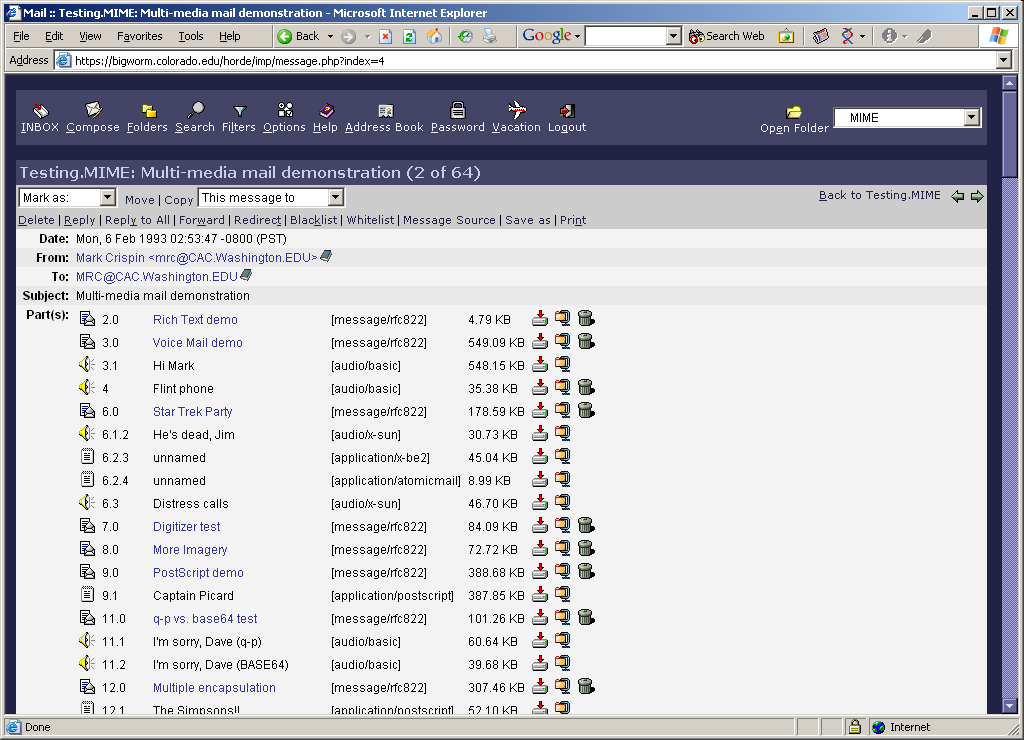 Mail :: Testing.MIME: Multi-media mail demonstration - Microsoft Internet Explorer
File Edit View Favorites Tools Help Back Google Search Web
Address https://bigworm.colorado.edu/horde/imp/message.php?index=4
INBOX Compose Folders Search Filters Options Help Address Book Password Vacation Logout Open Folder MIME
Testing.MIME: Multi-media mail demonstration (2 of 64)
Mark as: Move | Copy This message to Back to Testing.MIME
Delete | Reply | Reply to All | Forward | Redirect | Blacklist | Whitelist | Message Source | Save as | Print
Date: Mon, 6 Feb 1993 02:53:47 -0800 (PST)
From: Mark Crispin <mrc@CAC.Washington.EDU>
To: MRC@CAC.Washington.EDU
Subject: Multi-media mail demonstration
Part(s): 2.0 Rich Text demo [message/rfc822] 4.79 KB
3.0 Voice Mail demo [message/rfc822] 549.09 KB
3.1 Hi Mark [audio/basic] 548.15 KB
4 Flint phone [audio/basic] 35.38 KB
6.0 Star Trek Party [message/rfc822] 178.59 KB
6.1.2 He's dead, Jim [audio/x-sun] 30.73 KB
6.2.3 unnamed [application/x-be2] 45.04 KB
6.2.4 unnamed [application/atomicmail] 8.99 KB
6.3 Distress calls [audio/x-sun] 46.70 KB
7.0 Digitizer test [message/rfc822] 84.09 KB
8.0 More Imagery [message/rfc822] 72.72 KB
9.0 PostScript demo [message/rfc822] 388.68 KB
9.1 Captain Picard [application/postscript] 387.85 KB
11.0 q-p vs. base64 test [message/rfc822] 101.26 KB
11.1 I'm sorry, Dave (q-p) [audio/basic] 60.64 KB
11.2 I'm sorry, Dave (BASE64) [audio/basic] 39.68 KB
12.0 Multiple encapsulation [message/rfc822] 307.46 KB
12.1 The Simpsons!! [application/postscript] 52.10 KB
Done Internet